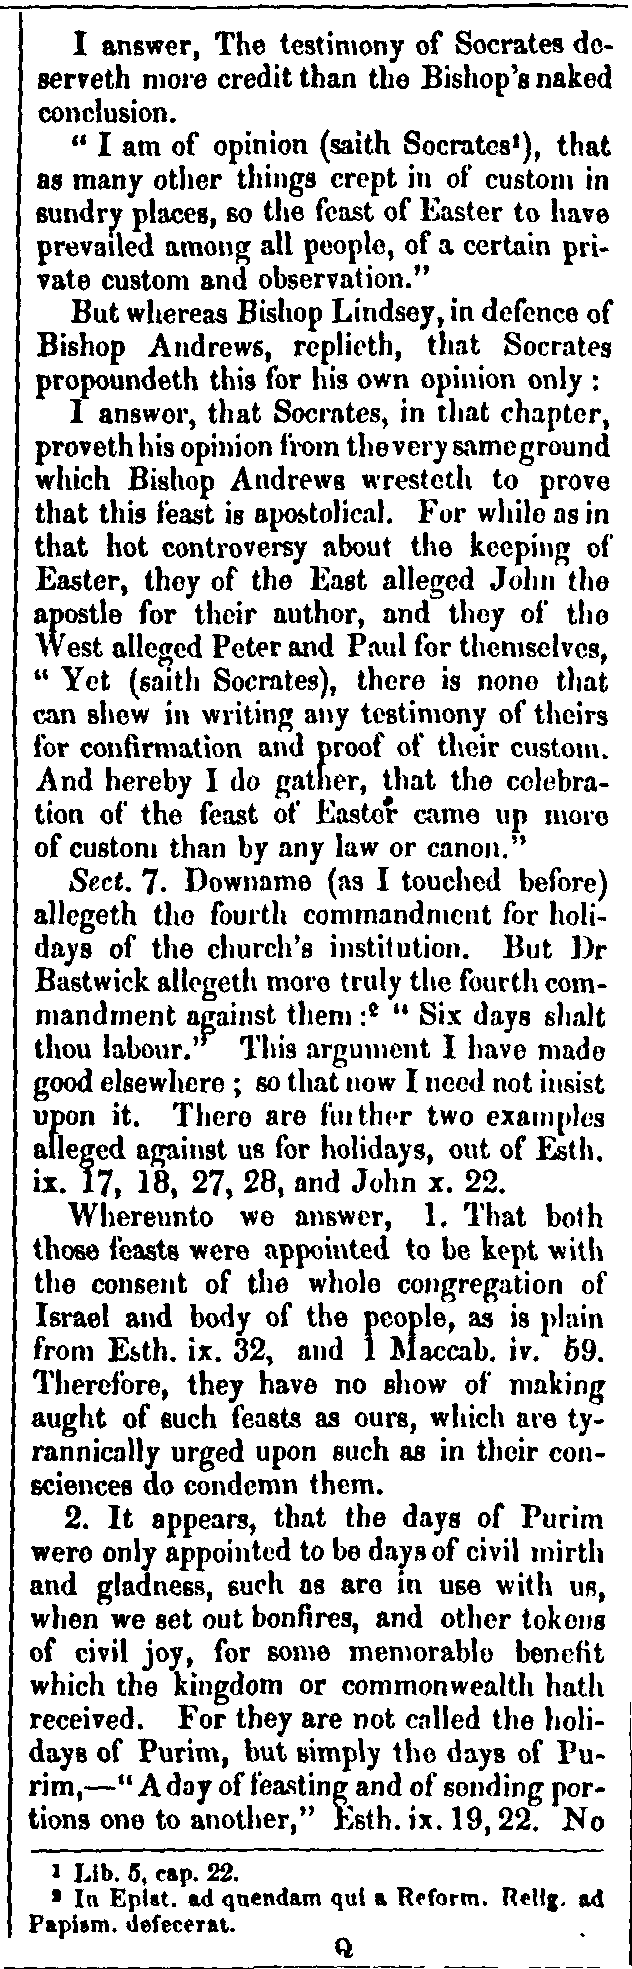 I answer, The testimony of Socrates de-
serveth more credit than the Bishop's naked
conclusion.
“ I am of opinion (saith Socrates¹), that
as many other things crept in of custom in
sundry places, so the feast of Easter to have
prevailed among all people, of a certain pri-
vate custom and observation.”
But whereas Bishop Lindsey, in defence of
Bishop Andrews, replieth, that Socrates
propoundeth this for his own opinion only :
I answer, that Socrates, in that chapter,
proveth his opinion from the very same ground
which Bishop Andrews wresteth to prove
that this feast is apostolical. For while as in
that hot controversy about the keeping of
Easter, they of the East alleged John the
apostle for their author, and they of the
West alleged Peter and Paul for themselves,
“ Yet (saith Socrates), there is none that
can shew in writing any testimony of theirs
for confirmation and proof of their custom.
And hereby I do gather, that the celebra-
tion of the feast of Easter came up more
of custom than by any law or canon.”
Sect. 7. Downame (as I touched before)
allegeth the fourth commandment for holi-
days of the church's institution. But Dr
Bastwick allegeth more truly the fourth com-
mandment against them :² “ Six days shalt
thou labour.” This argument I have made
good elsewhere ; so that now I need not insist
upon it. There are further two examples
alleged against us for holidays, out of Esth.
ix. 17, 18, 27, 28, and John x. 22.
Whereunto we answer, 1. That both
those feasts were appointed to be kept with
the consent of the whole congregation of
Israel and body of the people, as is plain
from Esth. ix. 32, and 1 Maccab. iv. 59.
Therefore, they have no show of making
aught of such feasts as ours, which are ty-
rannically urged upon such as in their con-
sciences do condemn them.
2. It appears, that the days of Purim
were only appointed to be days of civil mirth
and gladness, such as are in use with us,
when we set out bonfires, and other tokens
of civil joy, for some memorable benefit
which the kingdom or commonwealth hath
received. For they are not called the holi-
days of Purim, but simply the days of Pu-
rim,—“ A day of feasting and of sending por-
tions one to another,” Esth. ix. 19, 22. No
¹ Lib. 5, cap. 22.
² In Epist. ad quendam qui a Reform. Relig. ad
Papism. defecerat.
Q